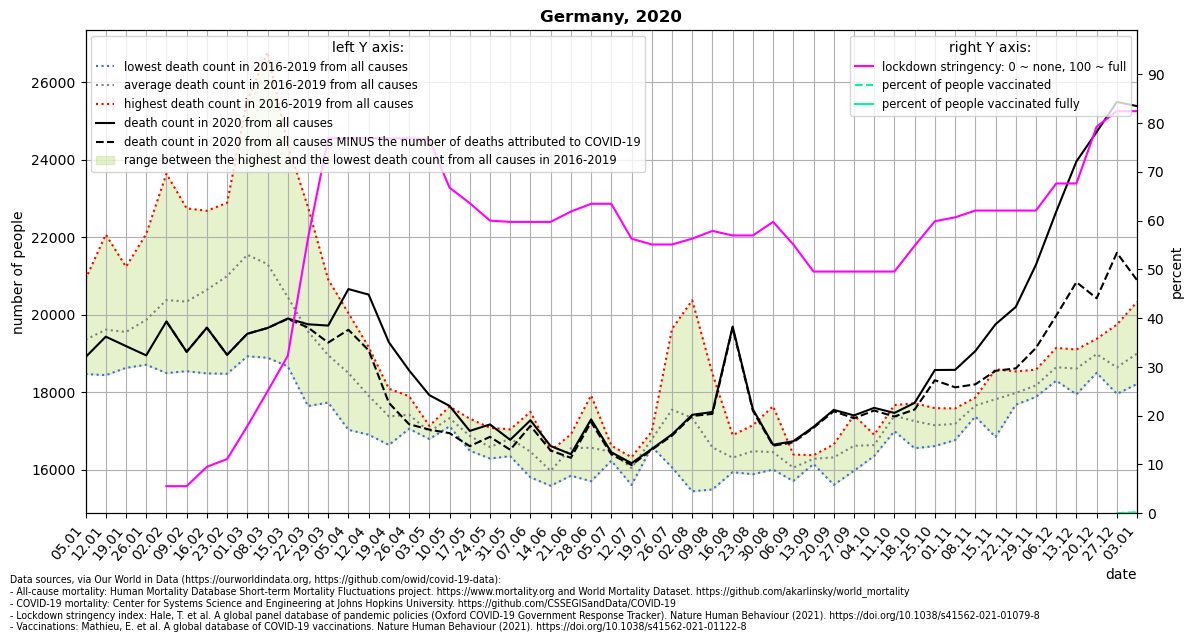 Germany, 2020
left Y axis:
lowest death count in 2016-2019 from all causes
average death count in 2016-2019 from all causes
highest death count in 2016-2019 from all causes
death count in 2020 from all causes
death count in 2020 from all causes MINUS the number of deaths attributed to COVID-19
range between the highest and the lowest death count from all causes in 2016-2019
right Y axis:
lockdown stringency: 0 ~ none, 100 ~ full
percent of people vaccinated
percent of people vaccinated fully
number of people
26000
24000
22000
20000
18000
16000
percent
90
80
70
60
50
40
30
20
10
0
05.01 12.01 19.01 26.01 02.02 09.02 16.02 23.02 01.03 08.03 15.03 22.03 29.03 05.04 12.04 19.04 26.04 03.05 10.05 17.05 24.05 31.05 07.06 14.06 21.06 28.06 05.07 12.07 19.07 26.07 02.08 09.08 16.08 23.08 30.08 06.09 13.09 20.09 27.09 04.10 11.10 18.10 25.10 01.11 08.11 15.11 22.11 29.11 06.12 13.12 20.12 27.12 03.01
date
Data sources, via Our World in Data (https://ourworldindata.org, https://github.com/owid/covid-19-data):
- All-cause mortality: Human Mortality Database Short-term Mortality Fluctuations project. https://www.mortality.org and World Mortality Dataset. https://github.com/akarlinsky/world_mortality
- COVID-19 mortality: Center for Systems Science and Engineering at Johns Hopkins University. https://github.com/CSSEGISandData/COVID-19
- Lockdown stringency index: Hale, T. et al. A global panel database of pandemic policies (Oxford COVID-19 Government Response Tracker). Nature Human Behaviour (2021). https://doi.org/10.1038/s41562-021-01079-8
- Vaccinations: Mathieu, E. et al. A global database of COVID-19 vaccinations. Nature Human Behaviour (2021). https://doi.org/10.1038/s41562-021-01122-8